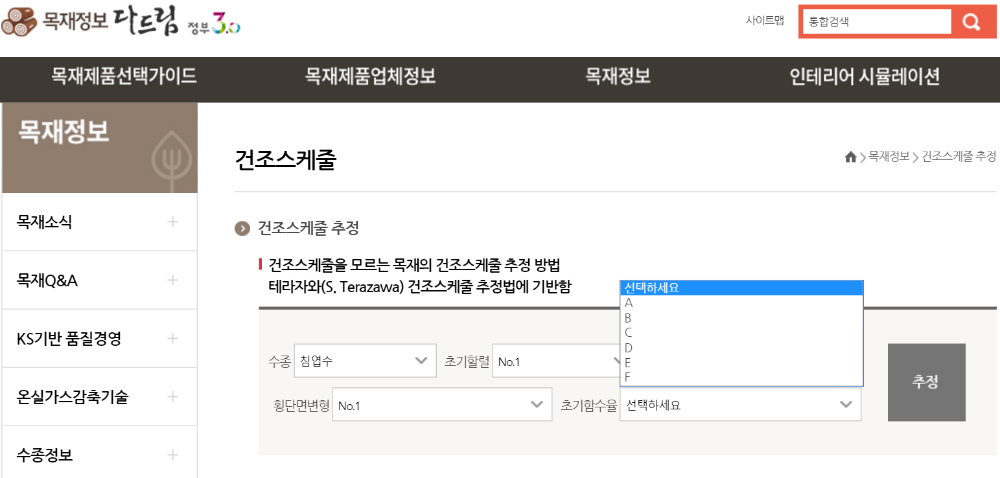 목재정보 다드림 정부3.0
사이트맵
통합검색
목재제품선택가이드
목재제품업체정보
목재정보
인테리어 시뮬레이션
목재정보
목재소식
목재Q&A
KS기반 품질경영
온실가스감축기술
수종정보
건조스케줄
목재정보 > 건조스케줄 추정
건조스케줄 추정
건조스케줄을 모르는 목재의 건조스케줄 추정 방법
테라자와(S. Terazawa) 건조스케줄 추정법에 기반함
수종 침엽수 초기할렬 No.1
선택하세요
A
B
C
D
E
F
횡단면변형 No.1 초기함수율 선택하세요
추정